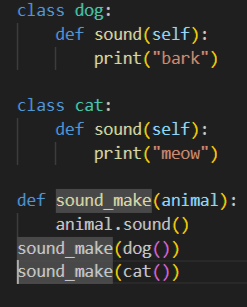 class dog:
    def sound(self):
        print("bark")

class cat:
    def sound(self):
        print("meow")

def sound_make(animal):
    animal.sound()
sound_make(dog())
sound_make(cat())